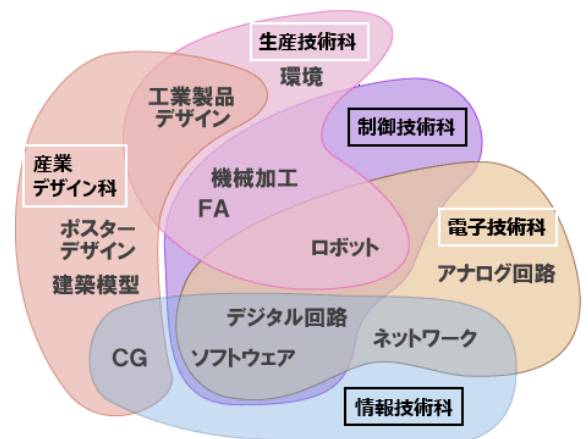 生産技術科
環境
工業製品
デザイン
制御技術科
産業
デザイン科
機械加工
FA
ポスター
デザイン
建築模型
ロボット
電子技術科
アナログ回路
デジタル回路
ネットワーク
CG
ソフトウェア
情報技術科